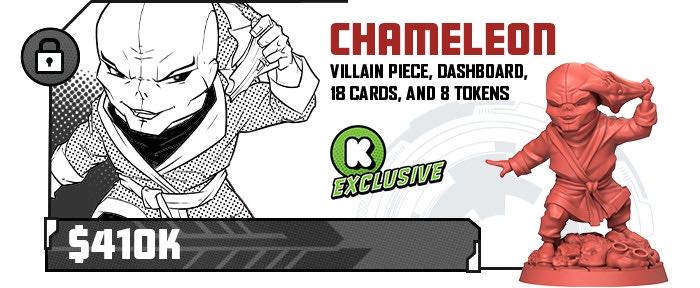 CHAMELEON
VILLAIN PIECE, DASHBOARD,
18 CARDS, AND 8 TOKENS
K
EXCLUSIVE
$410K